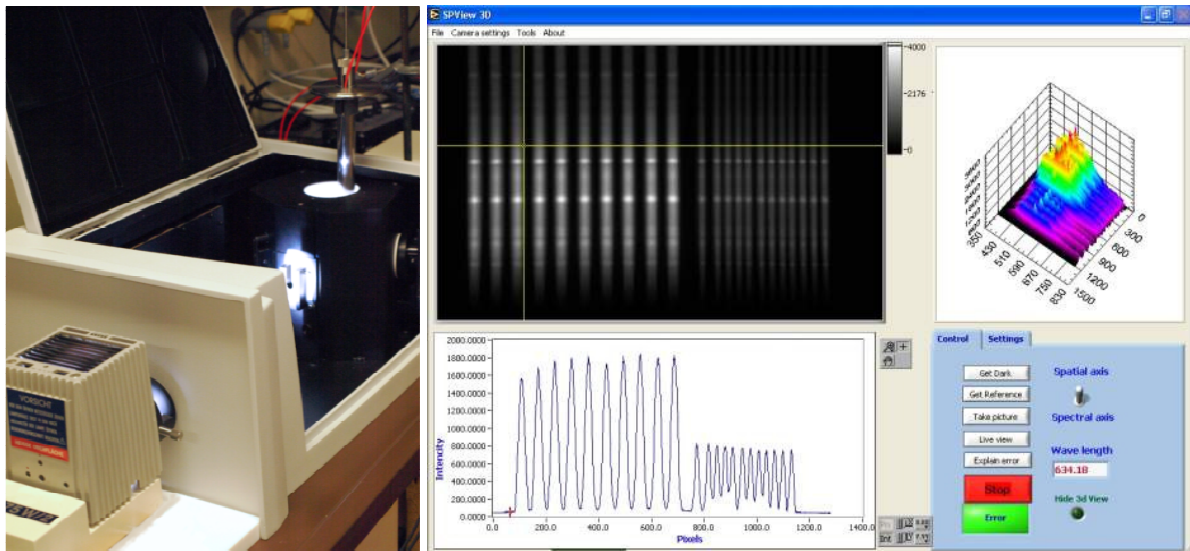 VORSICHT
SPView 3D
File Camera settings Tools About
4000
2176
0
350
430
510
590
670
750
830
0
300
600
900
1200
1500
2000.0000
1800.0000
1600.0000
1400.0000
1200.0000
1000.0000
800.0000
600.0000
400.0000
200.0000
0.0000
0.0 200.0 400.0 600.0 800.0 1000.0 1200.0 1400.0
Intencity
Pixels
Control Settings
Get Dark
Get Reference
Take picture
Live view
Explain error
Stop
Error
Spatial axis
Spectral axis
Wave length
634.18
Hide 3d View